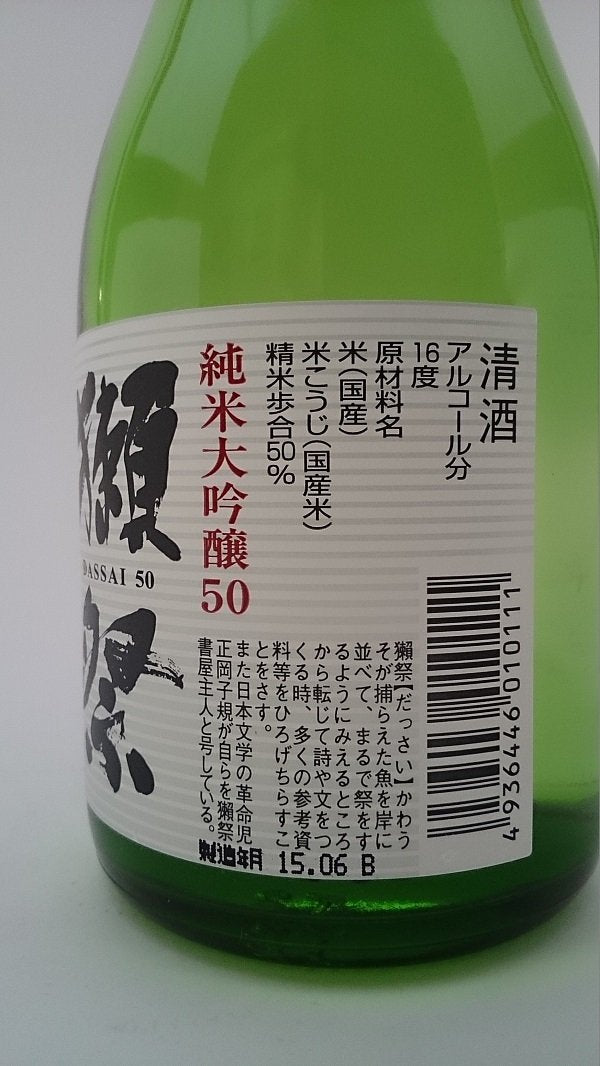 清酒
アルコール分
16度
原材料名
米(国産)
米こうじ(国産米)
精米歩合50%
純米大吟醸50
獺祭
DASSAI 50
獺祭【だっさい】かわう
そが捕らえた魚を岸に
並べて、まるで祭をす
るようにみえるところ
から転じて詩や文をつ
くる時、多くの参考資
料等をひろげちらすこ
とをさす。
また日本文学の革命児
正岡子規が自らを獺祭
書屋主人と号している。
製造年月 15.06 B
4936446010111